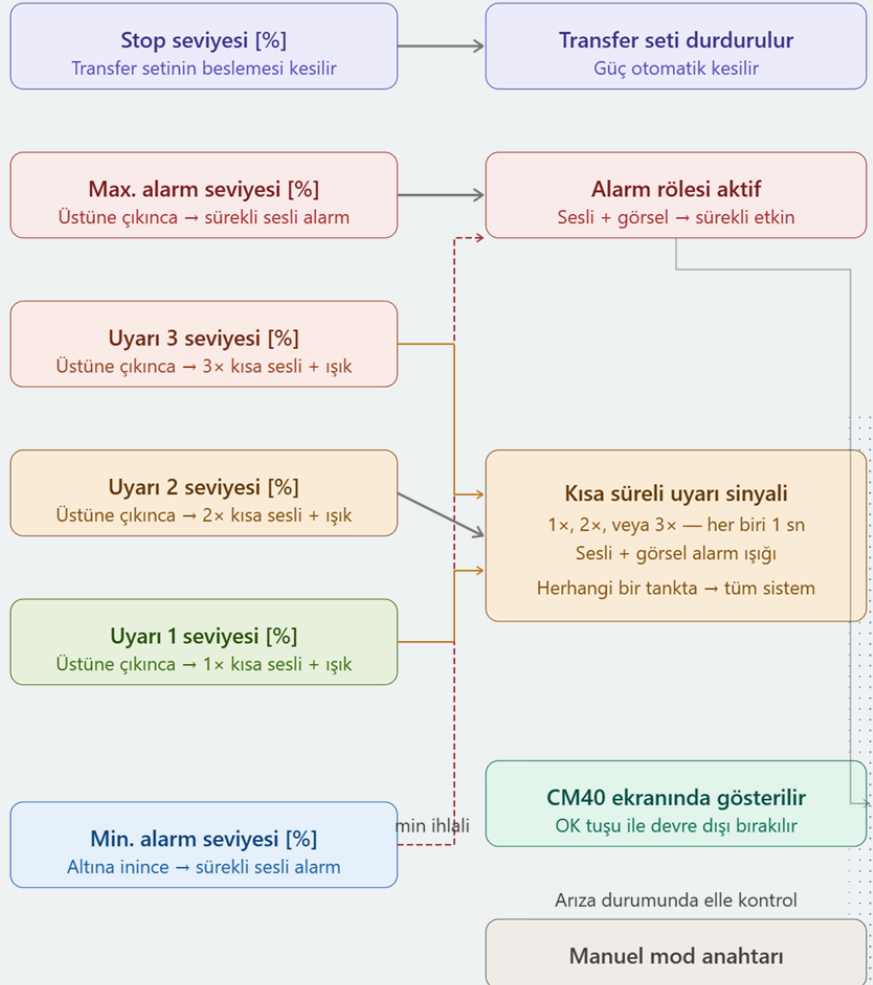 Stop seviyesi [%]
Transfer setinin beslemesi kesilir
Transfer seti durdurulur
Güç otomatik kesilir
Max. alarm seviyesi [%]
Üstüne çıkınca → sürekli sesli alarm
Alarm rölesi aktif
Sesli + görsel → sürekli etkin
Uyarı 3 seviyesi [%]
Üstüne çıkınca → 3× kısa sesli + ışık
Uyarı 2 seviyesi [%]
Üstüne çıkınca → 2× kısa sesli + ışık
Kısa süreli uyarı sinyali
1×, 2×, veya 3× — her biri 1 sn
Sesli + görsel alarm ışığı
Herhangi bir tankta → tüm sistem
Uyarı 1 seviyesi [%]
Üstüne çıkınca → 1× kısa sesli + ışık
Min. alarm seviyesi [%]
Altına inince → sürekli sesli alarm
min ihlali
CM40 ekranında gösterilir
OK tuşu ile devre dışı bırakılır
Arıza durumunda elle kontrol
Manuel mod anahtarı